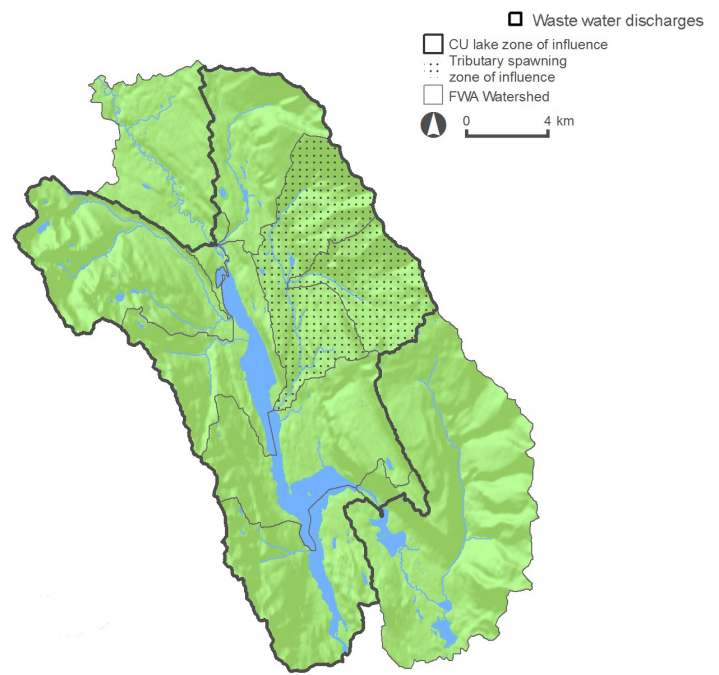 Waste water discharges
CU lake zone of influence
Tributary spawning
zone of influence
FWA Watershed
0 4 km